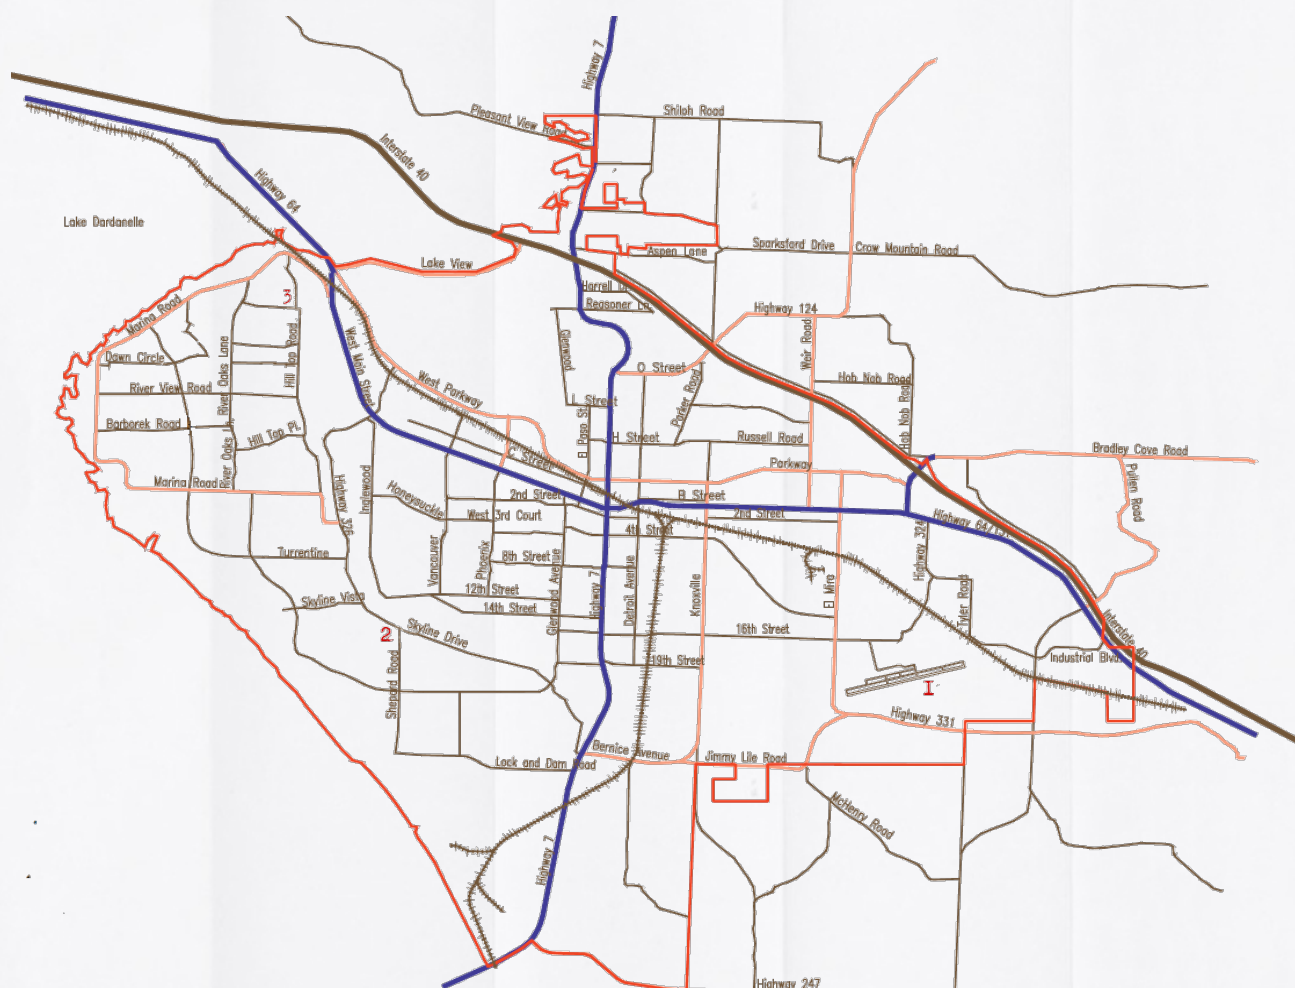 Highway 7
Shiloh Road
Pleasant View Road
Interstate 40
Highway 64
Lake Dardanelle
Lake View
Aspen Lane
Sparksford Drive
Crow Mountain Road
Harrell
Reasoner Ln
3
Marina Road
Highway 124
West Main Street
Glenwood
Weir Road
Dawn Circle
River Oaks Lane
Hill Top Road
O Street
West Parkway
Parker Road
Hob Nob Road
River View Road
L Street
Hob Nob Road
Barborek Road
Hill Top Pl.
River Oaks
El Paso St.
H Street
Russell Road
Bradley Cove Road
C Street
Parkway
Pullen Road
Marina Road
Highway 326
Inglewood
Honeysuckle
2nd Street
B Street
West 3rd Court
2nd Street
4th Street
Highway 64
Highway 324
Turrentine
Vancouver
Phoenix
8th Street
Glenwood Avenue
Highway 7
Detroit Avenue
Knoxville
El Mira
Tyler Road
12th Street
Skyline Vista
14th Street
2
Skyline Drive
16th Street
Interstate 40
19th Street
Industrial Blvd
Shepard Road
I
Highway 331
Bernice Avenue
Jimmy Lile Road
Lock and Dam Road
McHenry Road
Highway 7
Highway 247